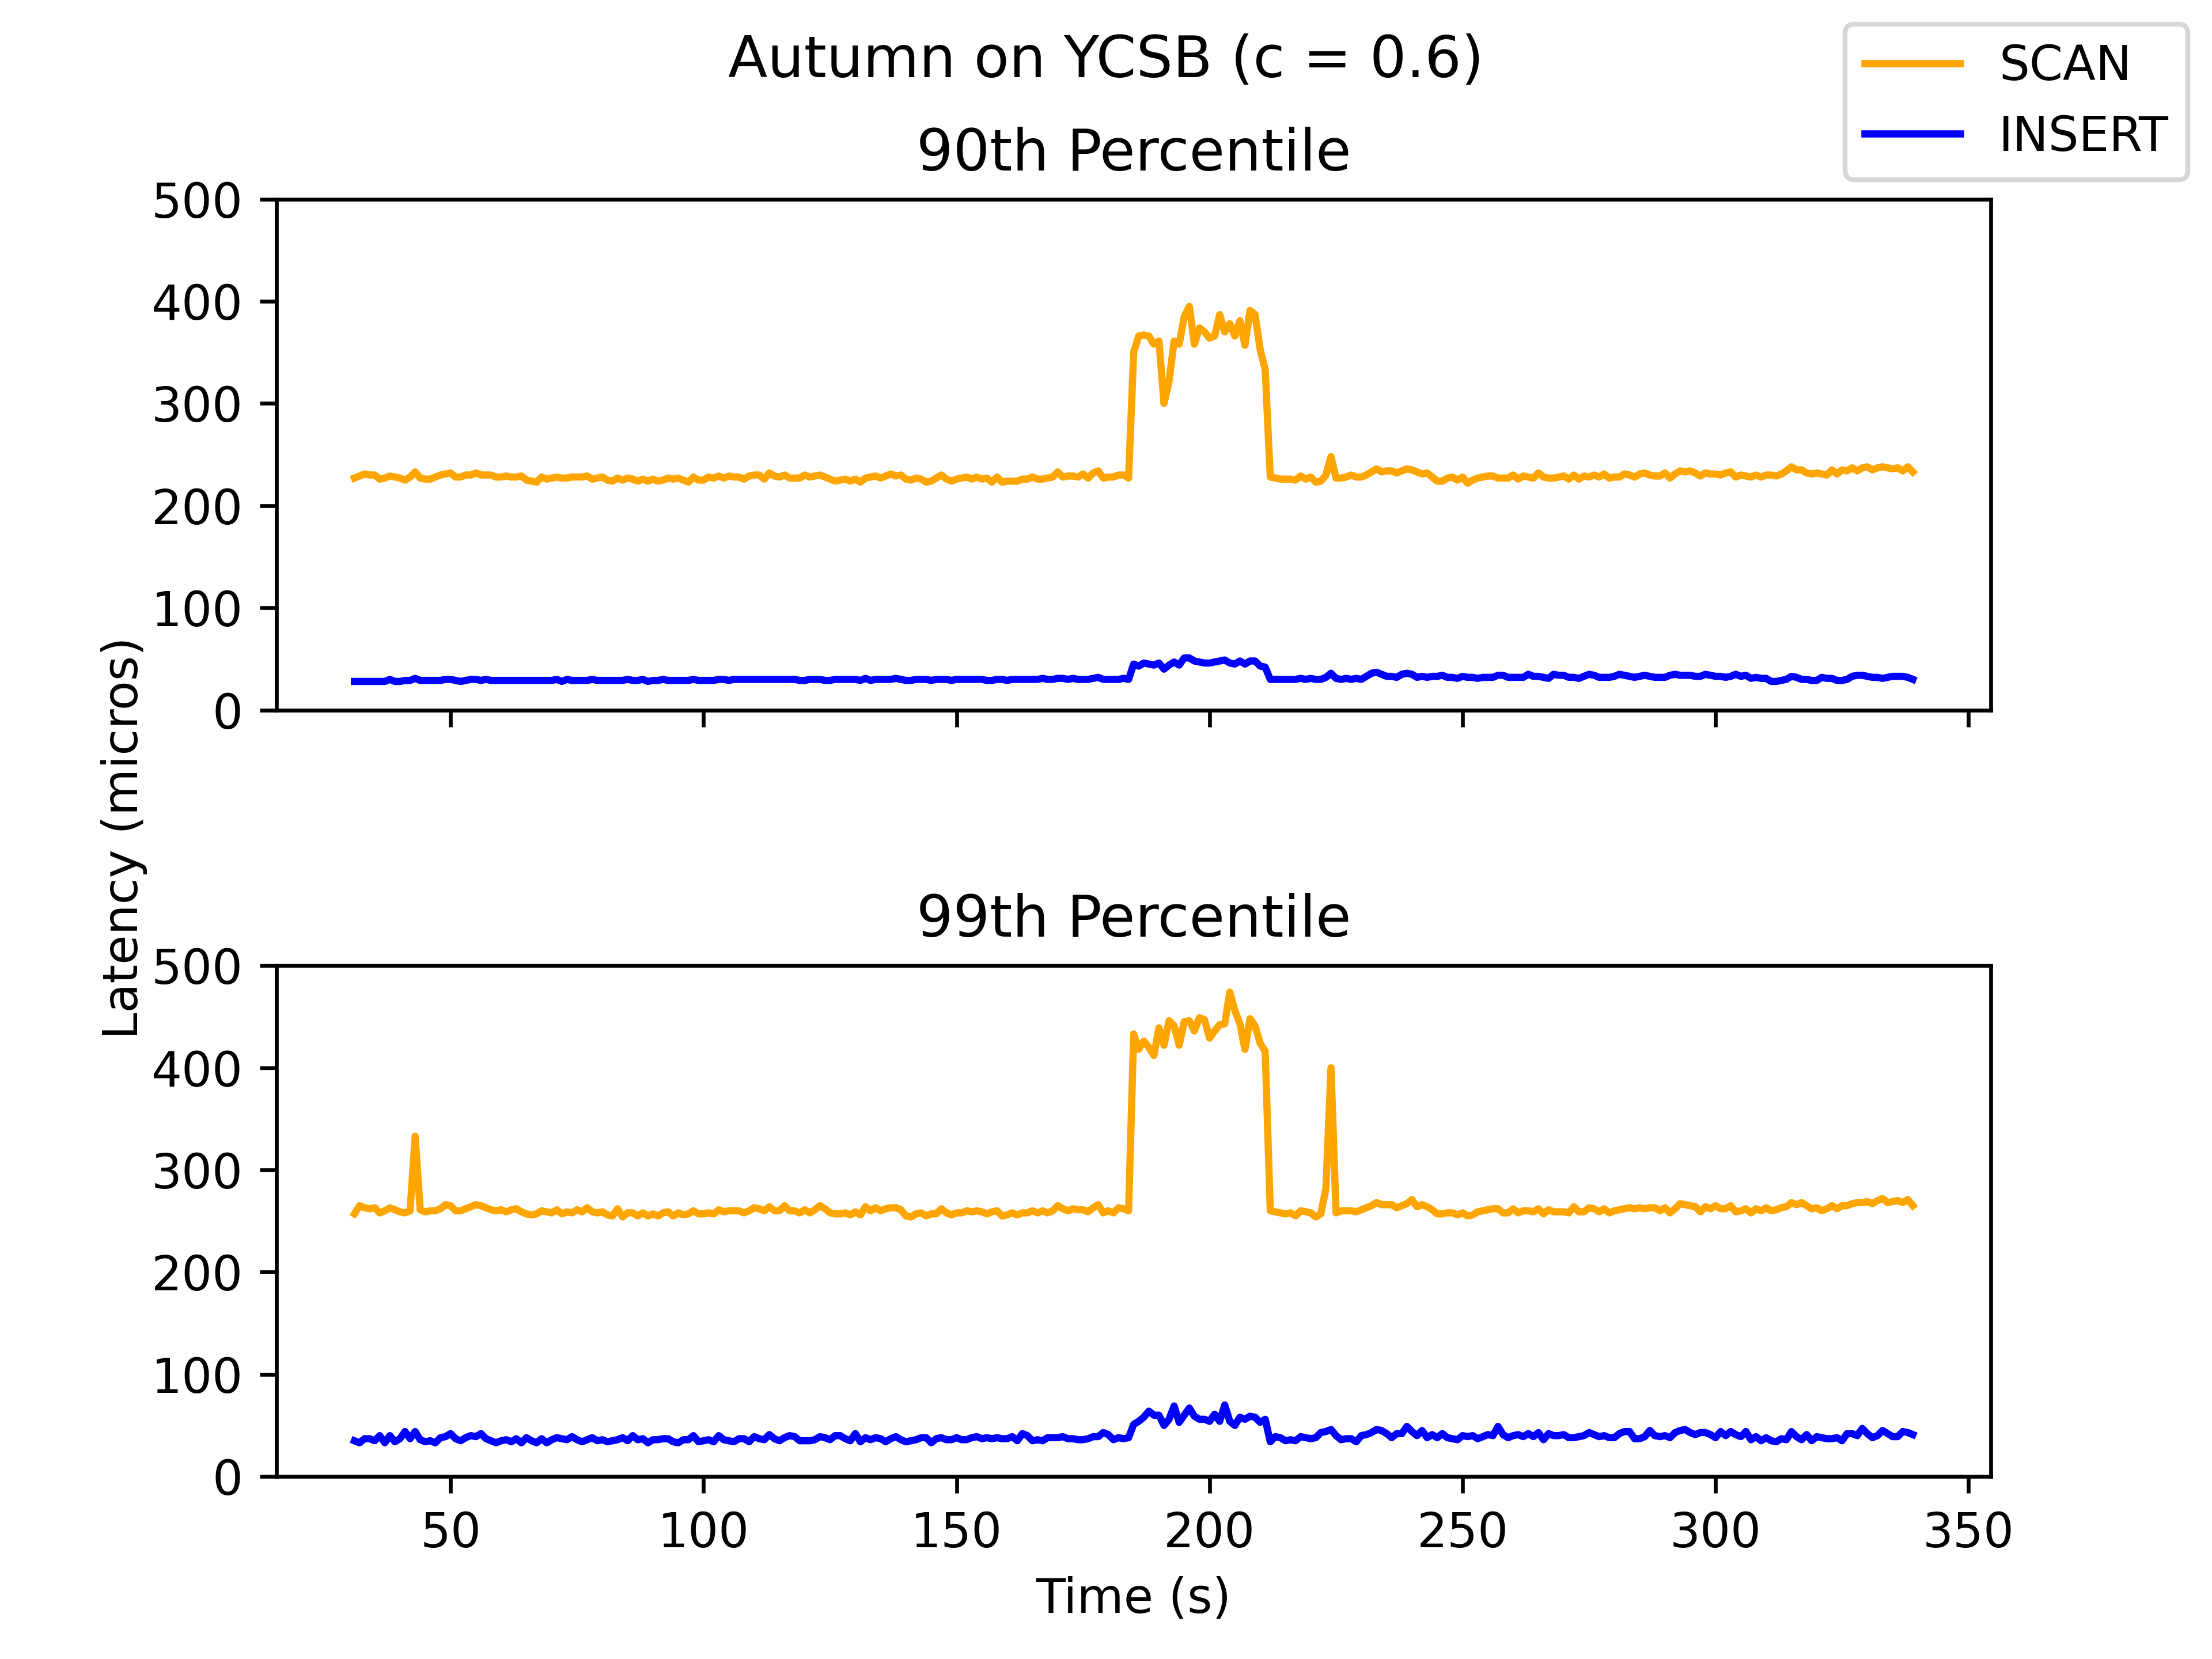 Autumn on YCSB (c = 0.6)
SCAN
INSERT
90th Percentile
500
400
300
200
100
0
Latency (micros)
99th Percentile
500
400
300
200
100
0
50 100 150 200 250 300 350
Time (s)